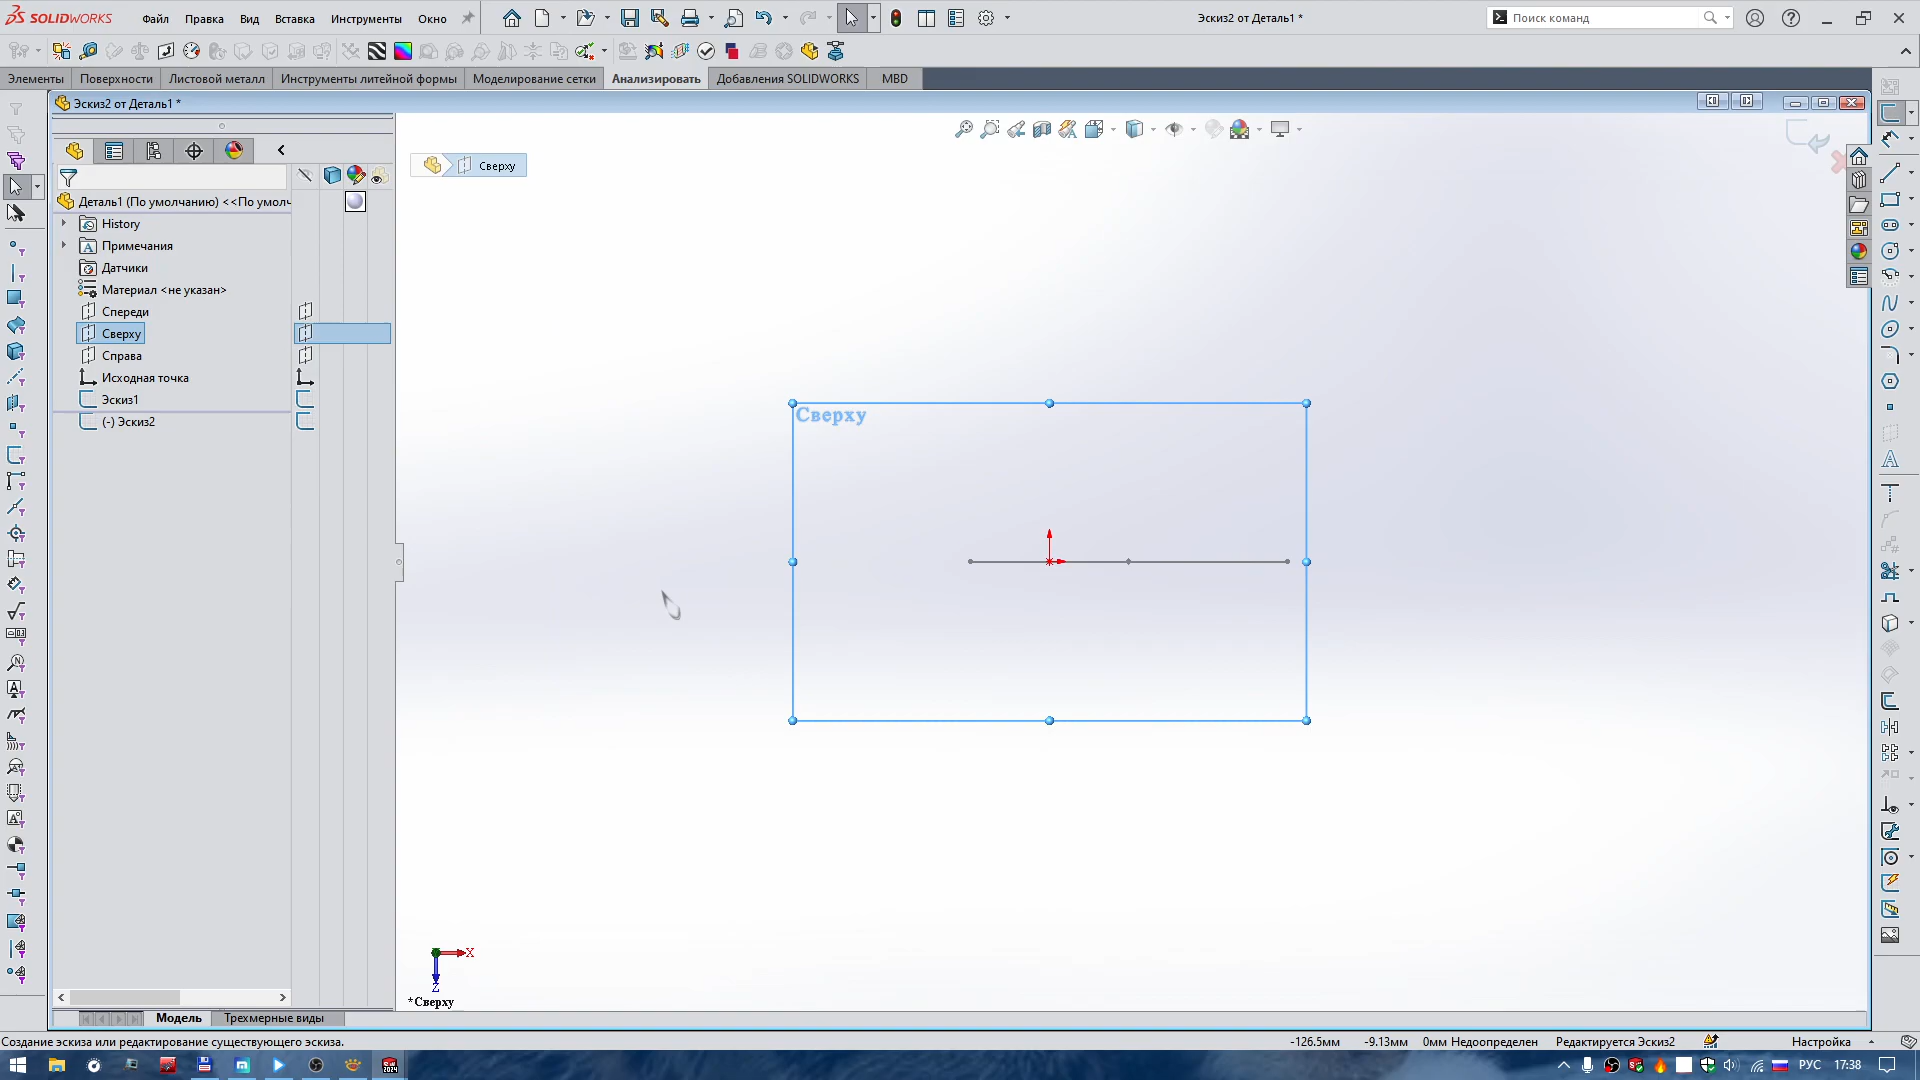 SOLIDWORKS
Файл Правка Вид Вставка Инструменты Окно
Эскиз2 от Деталь1 *
Поиск команд
Элементы Поверхности Листовой металл Инструменты литейной формы Моделирование сетки Анализировать Добавления SOLIDWORKS MBD
Эскиз2 от Деталь1 *
Сверху
Деталь1 (По умолчанию) <<По умолч
History
Примечания
Датчики
Материал <не указан>
Спереди
Сверху
Справа
Исходная точка
Эскиз1
(-) Эскиз2
Сверху
X
Z
*Сверху
Модель Трехмерные виды
Создание эскиза или редактирование существующего эскиза.
-126.5мм -9.13мм 0мм Недоопределен Редактируется Эскиз2 Настройка
РУС 17:38